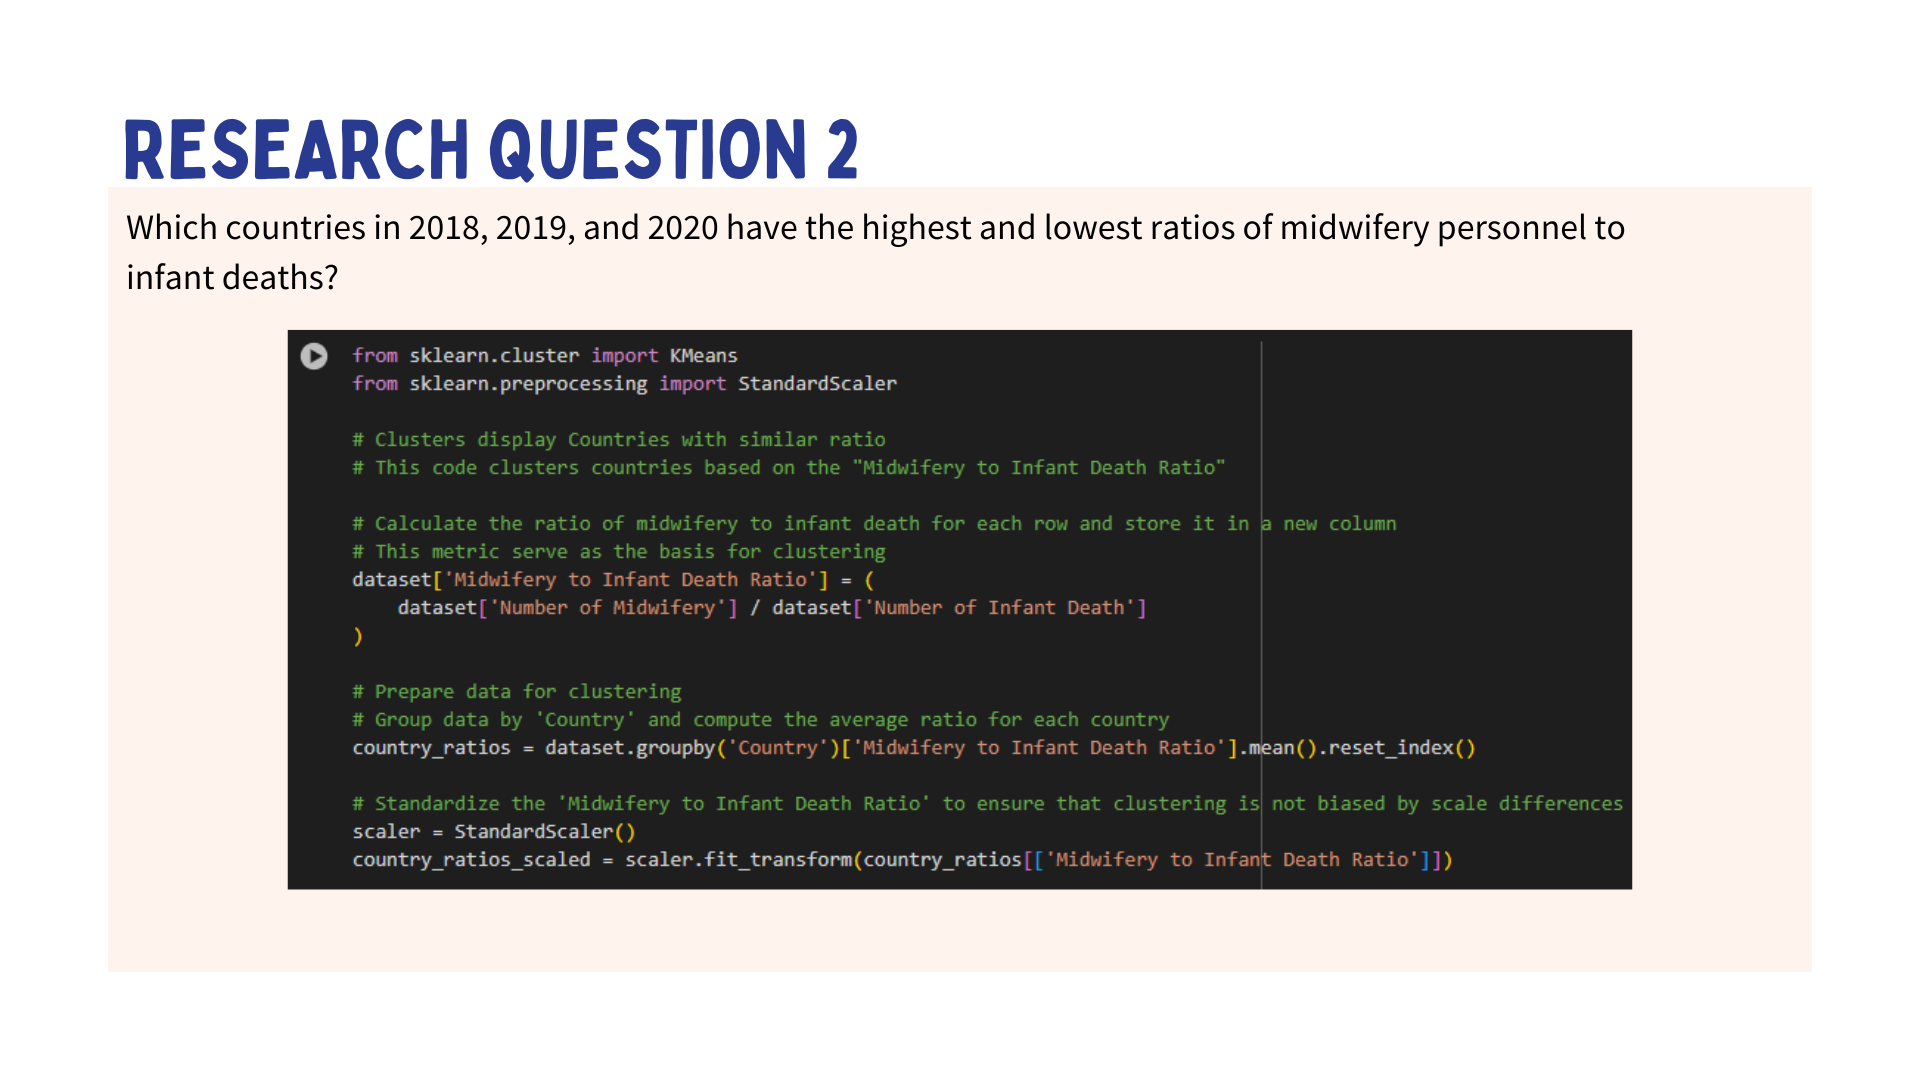 RESEARCH QUESTION 2
Which countries in 2018, 2019, and 2020 have the highest and lowest ratios of midwifery personnel to
infant deaths?
from sklearn.cluster import KMeans
from sklearn.preprocessing import StandardScaler
# Clusters display Countries with similar ratio
# This code clusters countries based on the "Midwifery to Infant Death Ratio"
# Calculate the ratio of midwifery to infant death for each row and store it in a new column
# This metric serve as the basis for clustering
dataset['Midwifery to Infant Death Ratio'] = (
    dataset['Number of Midwifery'] / dataset['Number of Infant Death']
)
# Prepare data for clustering
# Group data by 'Country' and compute the average ratio for each country
country_ratios = dataset.groupby('Country')['Midwifery to Infant Death Ratio'].mean().reset_index()
# Standardize the 'Midwifery to Infant Death Ratio' to ensure that clustering is not biased by scale differences
scaler = StandardScaler()
country_ratios_scaled = scaler.fit_transform(country_ratios[['Midwifery to Infant Death Ratio']])